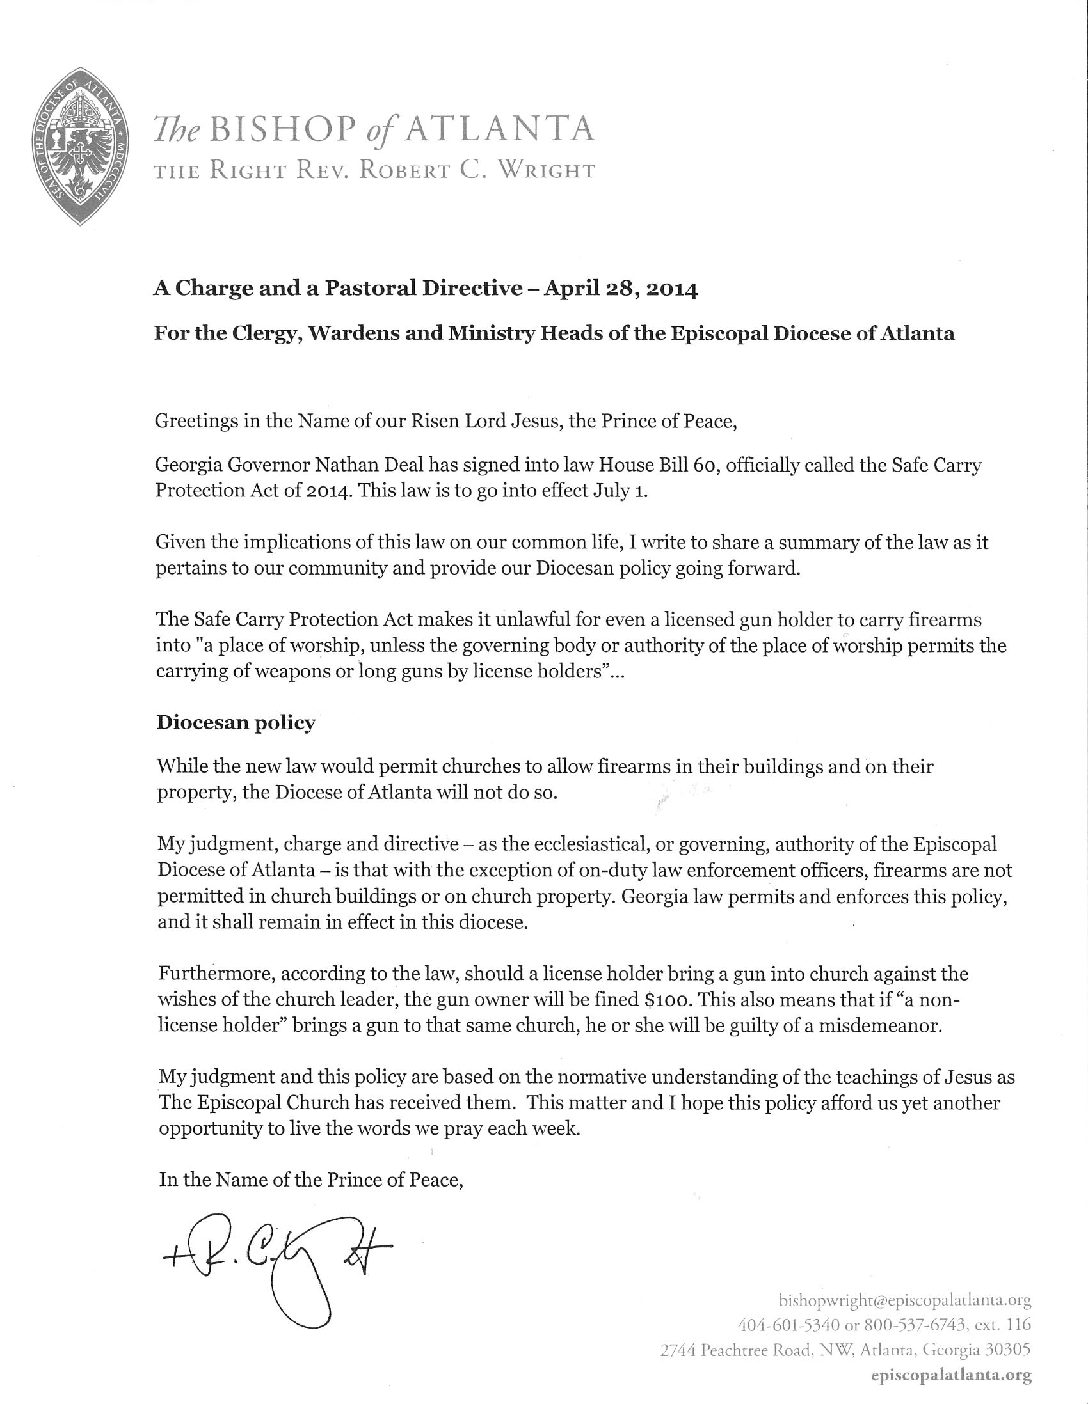 SEAL OF THE DIOCESE OF ATLANTA • MDCCCCVII
The BISHOP of ATLANTA
THE RIGHT REV. ROBERT C. WRIGHT
A Charge and a Pastoral Directive – April 28, 2014
For the Clergy, Wardens and Ministry Heads of the Episcopal Diocese of Atlanta
Greetings in the Name of our Risen Lord Jesus, the Prince of Peace,
Georgia Governor Nathan Deal has signed into law House Bill 60, officially called the Safe Carry
Protection Act of 2014. This law is to go into effect July 1.
Given the implications of this law on our common life, I write to share a summary of the law as it
pertains to our community and provide our Diocesan policy going forward.
The Safe Carry Protection Act makes it unlawful for even a licensed gun holder to carry firearms
into "a place of worship, unless the governing body or authority of the place of worship permits the
carrying of weapons or long guns by license holders”...
Diocesan policy
While the new law would permit churches to allow firearms in their buildings and on their
property, the Diocese of Atlanta will not do so.
My judgment, charge and directive – as the ecclesiastical, or governing, authority of the Episcopal
Diocese of Atlanta – is that with the exception of on-duty law enforcement officers, firearms are not
permitted in church buildings or on church property. Georgia law permits and enforces this policy,
and it shall remain in effect in this diocese.
Furthermore, according to the law, should a license holder bring a gun into church against the
wishes of the church leader, the gun owner will be fined $100. This also means that if “a non-
license holder” brings a gun to that same church, he or she will be guilty of a misdemeanor.
My judgment and this policy are based on the normative understanding of the teachings of Jesus as
The Episcopal Church has received them.  This matter and I hope this policy afford us yet another
opportunity to live the words we pray each week.
In the Name of the Prince of Peace,
bishopwright@episcopalatlanta.org
404-601-5340 or 800-537-6743, ext. 116
2744 Peachtree Road, NW, Atlanta, Georgia 30305
episcopalatlanta.org